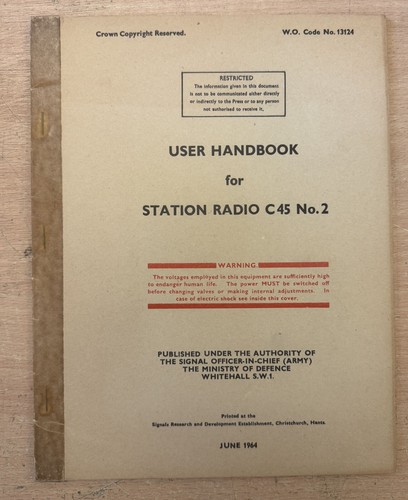 Crown Copyright Reserved.
W.O. Code No. 13124
RESTRICTED
The information given in this document
is not to be communicated either directly
or indirectly to the Press or to any person
not authorised to receive it.
USER HANDBOOK
for
STATION RADIO C45 No. 2
WARNING
The voltages employed in this equipment are sufficiently high
to endanger human life. The power MUST be switched off
before changing valves or making internal adjustments. In
case of electric shock see inside this cover.
PUBLISHED UNDER THE AUTHORITY OF
THE SIGNAL OFFICER-IN-CHIEF (ARMY)
THE MINISTRY OF DEFENCE
WHITEHALL S.W.1.
Printed at the
Signals Research and Development Establishment, Christchurch, Hants.
JUNE 1964